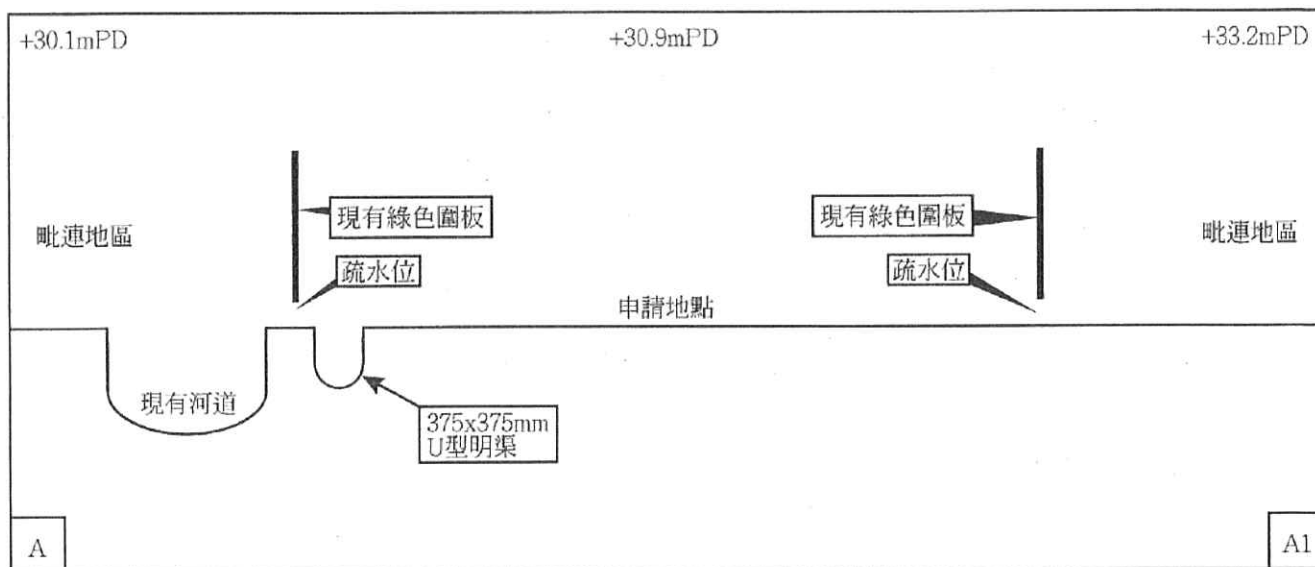 +30.1mPD
+30.9mPD
+33.2mPD
現有綠色圍板
現有綠色圍板
毗連地區
毗連地區
疏水位
疏水位
申請地點
現有河道
375x375mm
U型明渠
A
A1